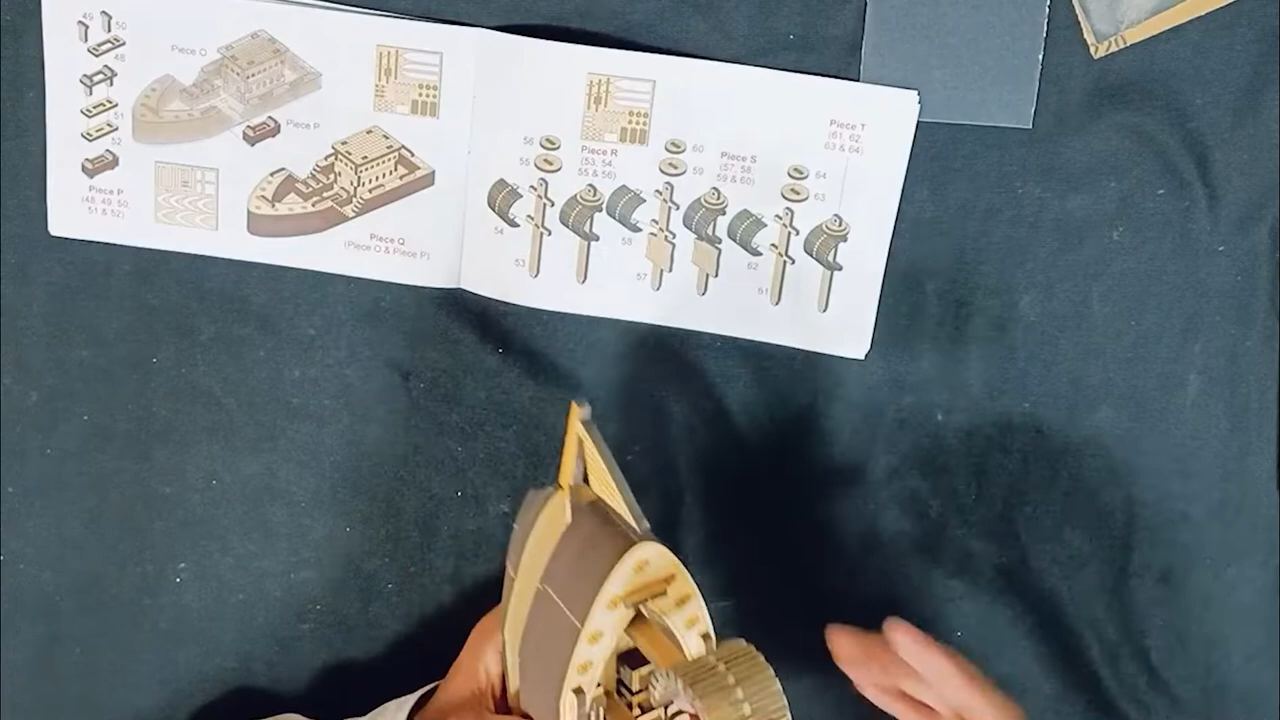 49
50
48
Piece O
51
Piece P
52
Piece P
(48, 49, 50,
51 & 52)
Piece Q
(Piece O & Piece P)
56
55
Piece R
(53, 54,
55 & 56)
54
53
60
59
Piece S
(57, 58,
59 & 60)
58
57
Piece T
(61, 62,
63 & 64)
64
63
62
61